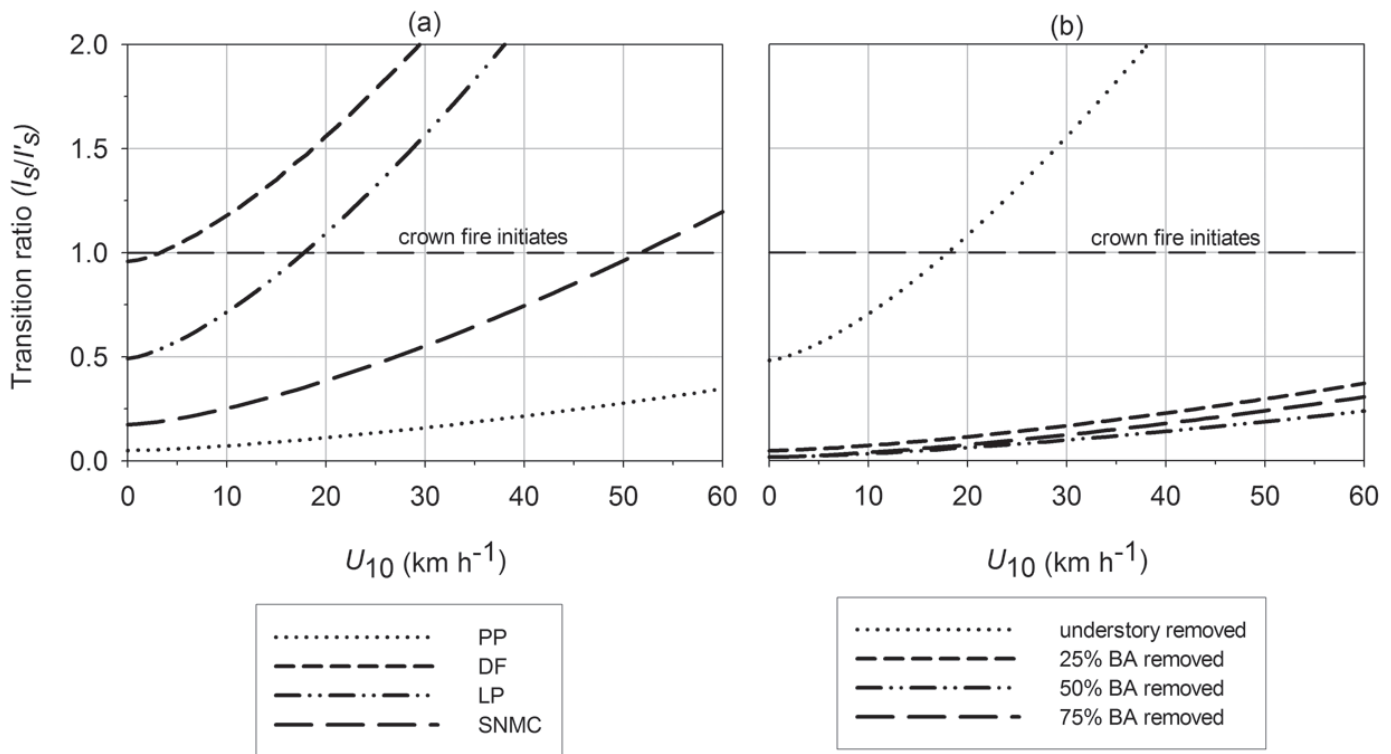 (a)
(b)
Transition ratio (I_S/I'_S)
2.0
1.5
1.0
0.5
0.0
crown fire initiates
crown fire initiates
0 10 20 30 40 50 60
0 10 20 30 40 50 60
U10 (km h-1)
U10 (km h-1)
PP
DF
LP
SNMC
understory removed
25% BA removed
50% BA removed
75% BA removed